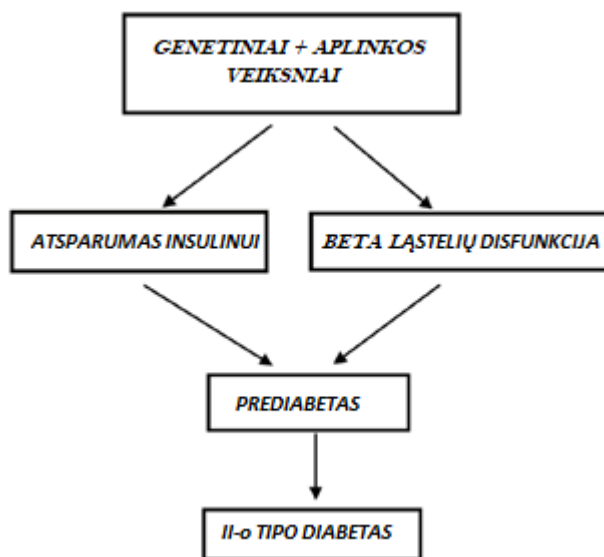 GENETINIAI + APLINKOS
VEIKSNIAI
ATSPARUMAS INSULINUI
BETA LĄSTELIŲ DISFUNKCIJA
PREDIABETAS
II-o TIPO DIABETAS